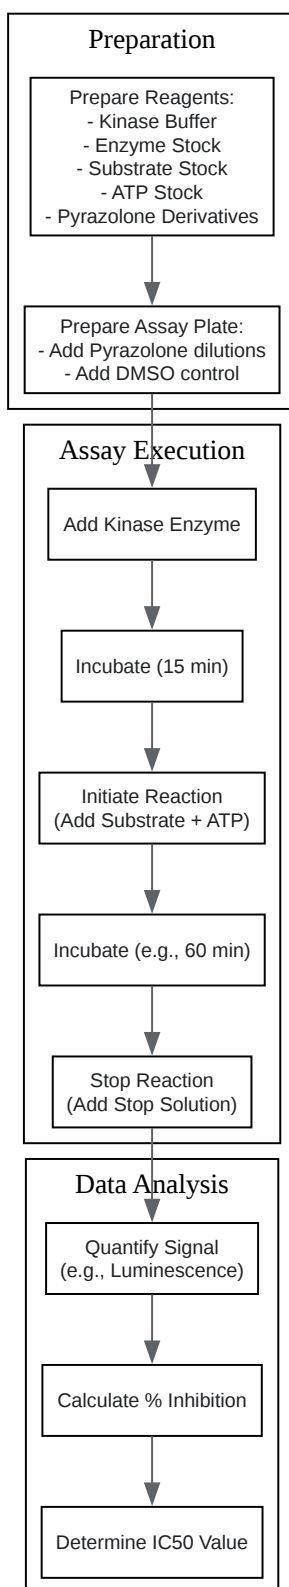 Preparation
Prepare Reagents:
- Kinase Buffer
- Enzyme Stock
- Substrate Stock
- ATP Stock
- Pyrazolone Derivatives
Prepare Assay Plate:
- Add Pyrazolone dilutions
- Add DMSO control
Assay Execution
Add Kinase Enzyme
Incubate (15 min)
Initiate Reaction
(Add Substrate + ATP)
Incubate (e.g., 60 min)
Stop Reaction
(Add Stop Solution)
Data Analysis
Quantify Signal
(e.g., Luminescence)
Calculate % Inhibition
Determine IC50 Value